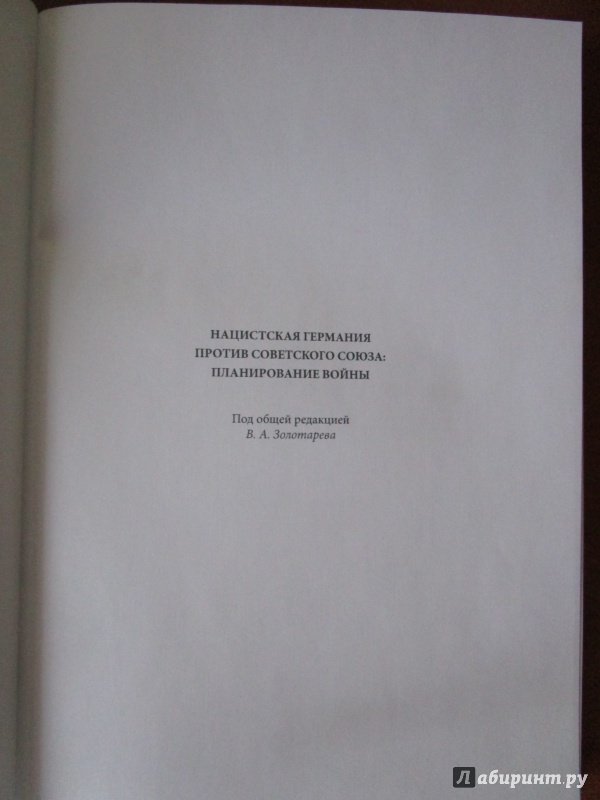 НАЦИСТСКАЯ ГЕРМАНИЯ
ПРОТИВ СОВЕТСКОГО СОЮЗА:
ПЛАНИРОВАНИЕ ВОЙНЫ
Под общей редакцией
В. А. Золотарева
Лабиринт.ру